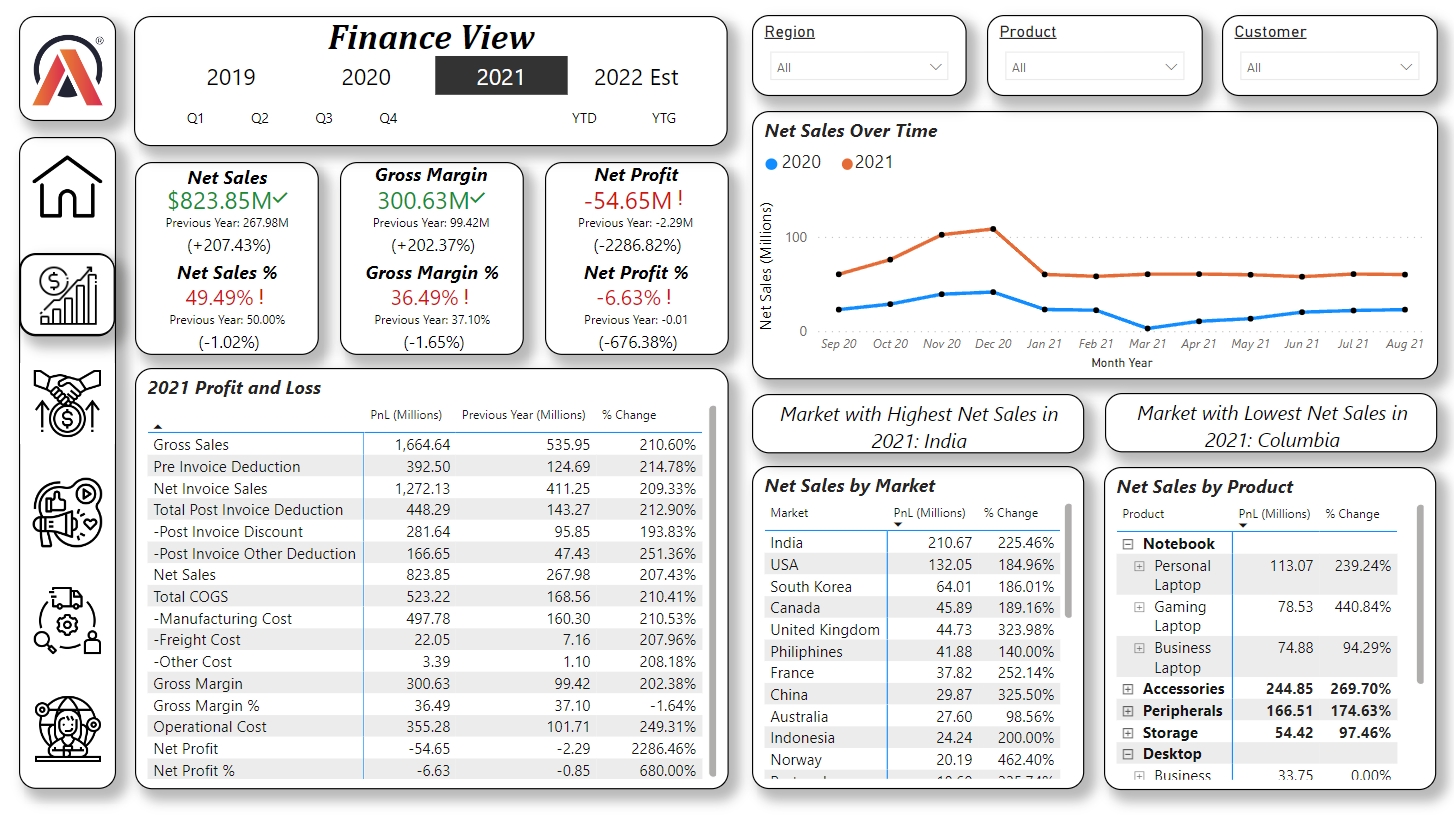 ®
Finance View
2019 2020 2021 2022 Est
Q1 Q2 Q3 Q4 YTD YTG
Region
All
Product
All
Customer
All
Net Sales
$823.85M
Previous Year: 267.98M
(+207.43%)
Net Sales %
49.49% !
Previous Year: 50.00%
(-1.02%)
Gross Margin
300.63M
Previous Year: 99.42M
(+202.37%)
Gross Margin %
36.49% !
Previous Year: 37.10%
(-1.65%)
Net Profit
-54.65M !
Previous Year: -2.29M
(-2286.82%)
Net Profit %
-6.63% !
Previous Year: -0.01
(-676.38%)
Net Sales Over Time
2020 2021
Net Sales (Millions)
100
0
Sep 20 Oct 20 Nov 20 Dec 20 Jan 21 Feb 21 Mar 21 Apr 21 May 21 Jun 21 Jul 21 Aug 21
Month Year
2021 Profit and Loss
PnL (Millions) Previous Year (Millions) % Change
Gross Sales 1,664.64 535.95 210.60%
Pre Invoice Deduction 392.50 124.69 214.78%
Net Invoice Sales 1,272.13 411.25 209.33%
Total Post Invoice Deduction 448.29 143.27 212.90%
-Post Invoice Discount 281.64 95.85 193.83%
-Post Invoice Other Deduction 166.65 47.43 251.36%
Net Sales 823.85 267.98 207.43%
Total COGS 523.22 168.56 210.41%
-Manufacturing Cost 497.78 160.30 210.53%
-Freight Cost 22.05 7.16 207.96%
-Other Cost 3.39 1.10 208.18%
Gross Margin 300.63 99.42 202.38%
Gross Margin % 36.49 37.10 -1.64%
Operational Cost 355.28 101.71 249.31%
Net Profit -54.65 -2.29 2286.46%
Net Profit % -6.63 -0.85 680.00%
Market with Highest Net Sales in
2021: India
Market with Lowest Net Sales in
2021: Columbia
Net Sales by Market
Market PnL (Millions) % Change
India 210.67 225.46%
USA 132.05 184.96%
South Korea 64.01 186.01%
Canada 45.89 189.16%
United Kingdom 44.73 323.98%
Philiphines 41.88 140.00%
France 37.82 252.14%
China 29.87 325.50%
Australia 27.60 98.56%
Indonesia 24.24 200.00%
Norway 20.19 462.40%
Net Sales by Product
Product PnL (Millions) % Change
Notebook
Personal 113.07 239.24%
Laptop
Gaming 78.53 440.84%
Laptop
Business 74.88 94.29%
Laptop
Accessories 244.85 269.70%
Peripherals 166.51 174.63%
Storage 54.42 97.46%
Desktop
Business 33.75 0.00%